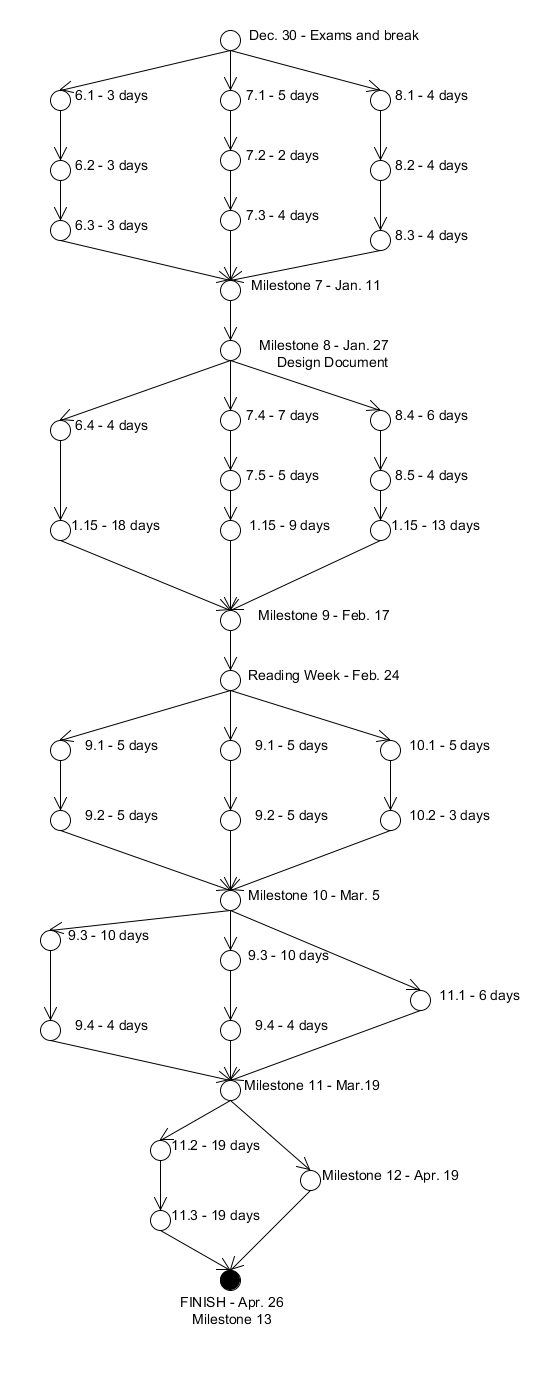 Dec. 30 - Exams and break
6.1 - 3 days
7.1 - 5 days
8.1 - 4 days
6.2 - 3 days
7.2 - 2 days
8.2 - 4 days
6.3 - 3 days
7.3 - 4 days
8.3 - 4 days
Milestone 7 - Jan. 11
Milestone 8 - Jan. 27
Design Document
6.4 - 4 days
7.4 - 7 days
8.4 - 6 days
7.5 - 5 days
8.5 - 4 days
1.15 - 18 days
1.15 - 9 days
1.15 - 13 days
Milestone 9 - Feb. 17
Reading Week - Feb. 24
9.1 - 5 days
9.1 - 5 days
10.1 - 5 days
9.2 - 5 days
9.2 - 5 days
10.2 - 3 days
Milestone 10 - Mar. 5
9.3 - 10 days
9.3 - 10 days
11.1 - 6 days
9.4 - 4 days
9.4 - 4 days
Milestone 11 - Mar.19
11.2 - 19 days
Milestone 12 - Apr. 19
11.3 - 19 days
FINISH - Apr. 26
Milestone 13